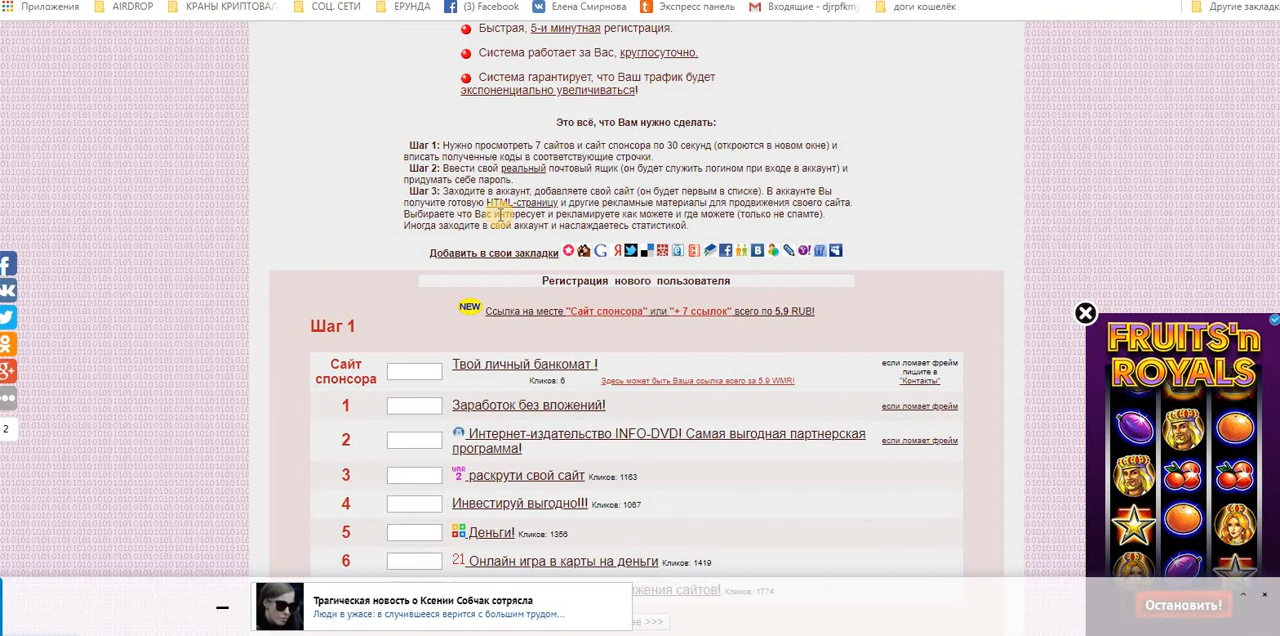 Приложения AIRDROP КРАНЫ КРИПТОВАЛ СОЦ. СЕТИ ЕРУНДА (3) Facebook Елена Смирнова Экспресс панель Входящие - djrpfkmy доги кошелёк Другие закладк
Быстрая, 5-и минутная регистрация.
Система работает за Вас, круглосуточно.
Система гарантирует, что Ваш трафик будет
экспоненциально увеличиваться!
Это всё, что Вам нужно сделать:
Шаг 1: Нужно просмотреть 7 сайтов и сайт спонсора по 30 секунд (откроются в новом окне) и
вписать полученные коды в соответствующие строчки.
Шаг 2: Ввести свой реальный почтовый ящик (он будет служить логином при входе в аккаунт) и
придумать себе пароль.
Шаг 3: Заходите в аккаунт, добавляете свой сайт (он будет первым в списке). В аккаунте Вы
получите готовую HTML-страницу и другие рекламные материалы для продвижения своего сайта.
Выбираете что Вас интересует и рекламируете как можете и где можете (только не спамте).
Иногда заходите в свой аккаунт и наслаждаетесь статистикой.
Добавить в свои закладки
Регистрация нового пользователя
NEW Ссылка на месте "Сайт спонсора" или "+ 7 ссылок" всего по 5.9 RUB!
Шаг 1
Сайт спонсора
Твой личный банкомат !
Кликов: 6 Здесь может быть Ваша ссылка всего за 5.9 WMR!
если ломает фрейм
пишите в
"Контакты"
1 Заработок без вложений! если ломает фрейм
2 Интернет-издательство INFO-DVD! Самая выгодная партнерская
программа! если ломает фрейм
3 раскрути свой сайт Кликов: 1163
4 Инвестируй выгодно!!! Кликов: 1067
5 Деньги! Кликов: 1356
6 21 Онлайн игра в карты на деньги Кликов: 1419
ижения сайтов! Кликов: 1774
ее >>>
2
Трагическая новость о Ксении Собчак сотрясла
Люди в ужасе: в случившееся верится с большим трудом...
FRUITS'n
ROYALS
Остановить!